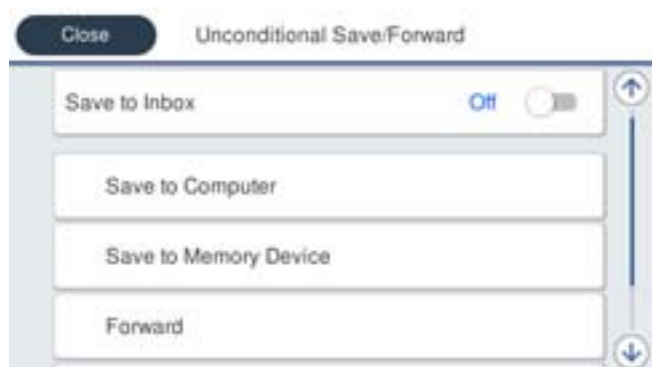 Close Unconditional Save/Forward
Save to Inbox Off
Save to Computer
Save to Memory Device
Forward